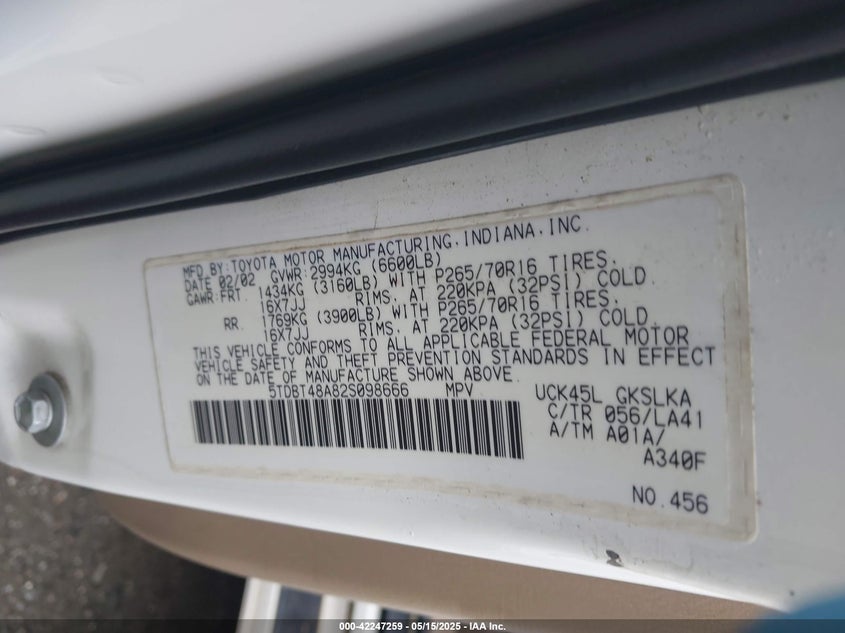 MFD.BY:TOYOTA MOTOR MANUFACTURING.INDIANA.INC.
DATE 02/02 GVWR:2994KG (6600LB)
GAWR:FRT. 1434KG (3160LB) WITH P265/70R16 TIRES.
16X7JJ RIMS. AT 220KPA (32PSI) COLD.
RR. 1769KG (3900LB) WITH P265/70R16 TIRES.
16X7JJ RIMS. AT 220KPA (32PSI) COLD.
THIS VEHICLE CONFORMS TO ALL APPLICABLE FEDERAL MOTOR
VEHICLE SAFETY AND THEFT PREVENTION STANDARDS IN EFFECT
ON THE DATE OF MANUFACTURE SHOWN ABOVE.
5TDBT48A82S098666 MPV
UCK45L GKSLKA
C/TR 056/LA41
A/TM A01A/
A340F
NO.456
000-42247259 - 05/15/2025 - IAA Inc.